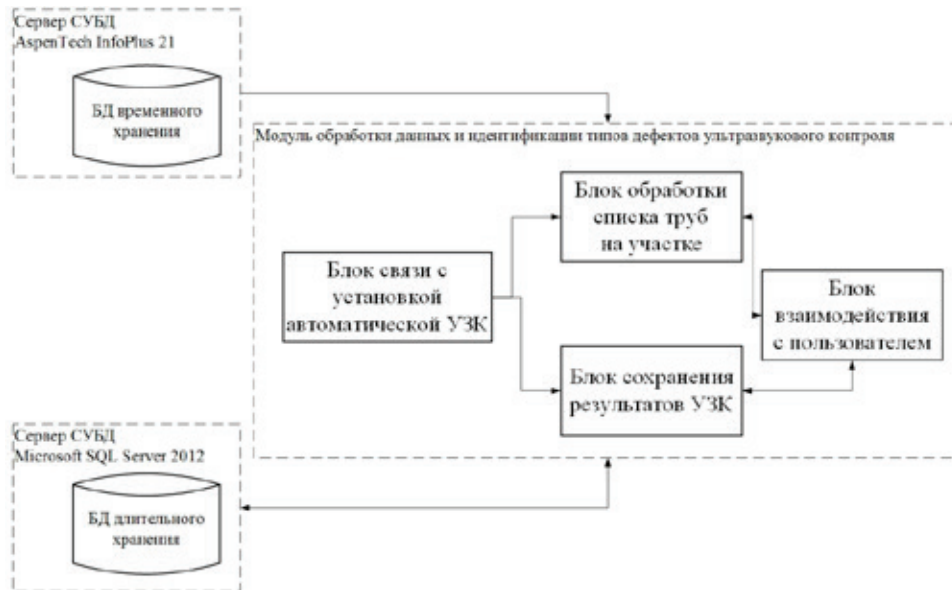 Сервер СУБД
AspenTech InfoPlus 21
БД временного
хранения
Модуль обработки данных и идентификации типов дефектов ультразвукового контроля
Блок обработки
списка труб
на участке
Блок связи с
установкой
автоматической УЗК
Блок
взаимодействия
с пользователем
Блок сохранения
результатов УЗК
Сервер СУБД
Microsoft SQL Server 2012
БД длительного
хранения